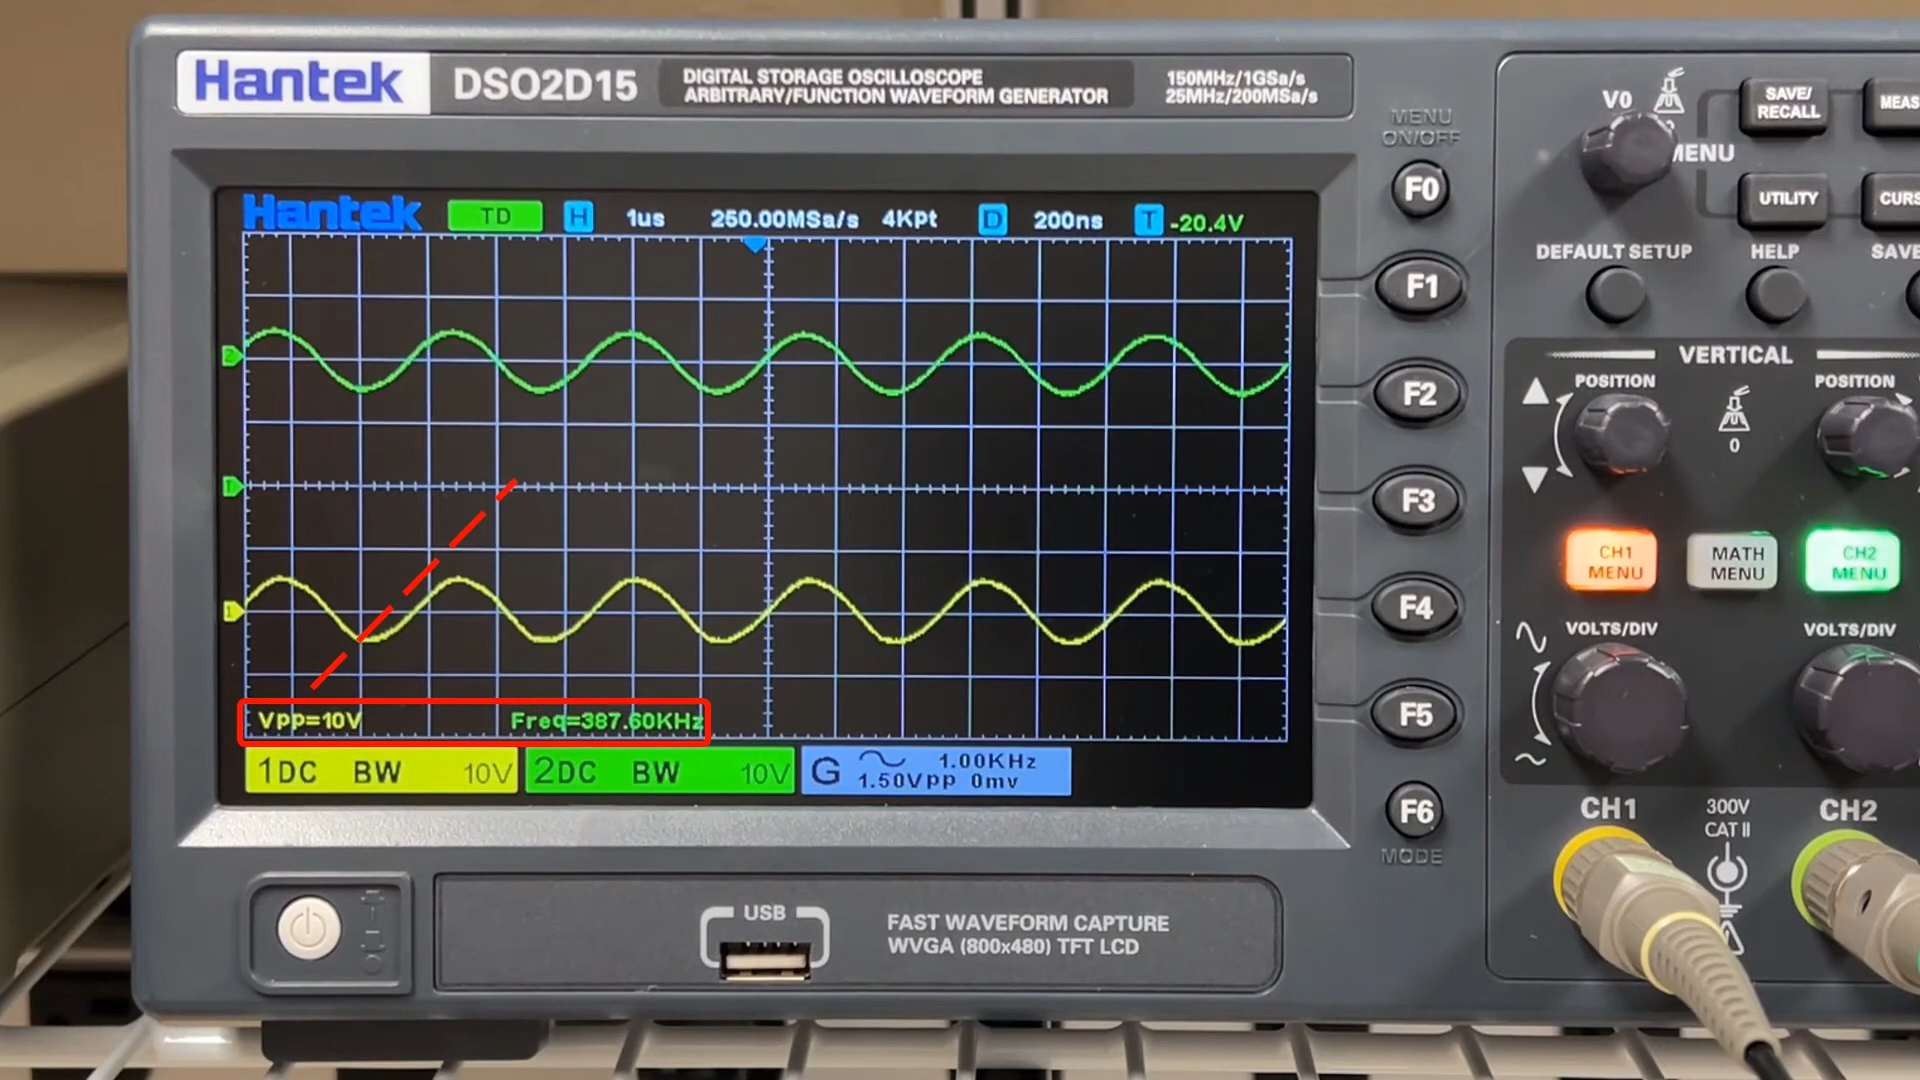 Hantek DSO2D15 DIGITAL STORAGE OSCILLOSCOPE 150MHz/1GSa/s
ARBITRARY/FUNCTION WAVEFORM GENERATOR 25MHz/200MSa/s
MENU
ON/OFF
F0
V0
MENU
SAVE/
RECALL
UTILITY
DEFAULT SETUP HELP
Hantek TD H 1us 250.00MSa/s 4Kpt D 200ns T -20.4V
2
T
1
Vpp=10V Freq=387.60KHz
1DC BW 10V 2DC BW 10V G 1.00KHz
1.50Vpp 0mv
F1
F2
F3
F4
F5
F6
MODE
VERTICAL
POSITION POSITION
0
CH1
MENU
MATH
MENU
CH2
MENU
VOLTS/DIV VOLTS/DIV
CH1 300V
CAT II CH2
USB
FAST WAVEFORM CAPTURE
WVGA (800x480) TFT LCD